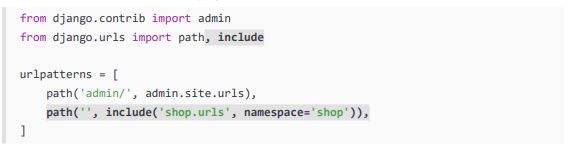 from django.contrib import admin
from django.urls import path, include

urlpatterns = [
    path('admin/', admin.site.urls),
    path('', include('shop.urls', namespace='shop')),
]